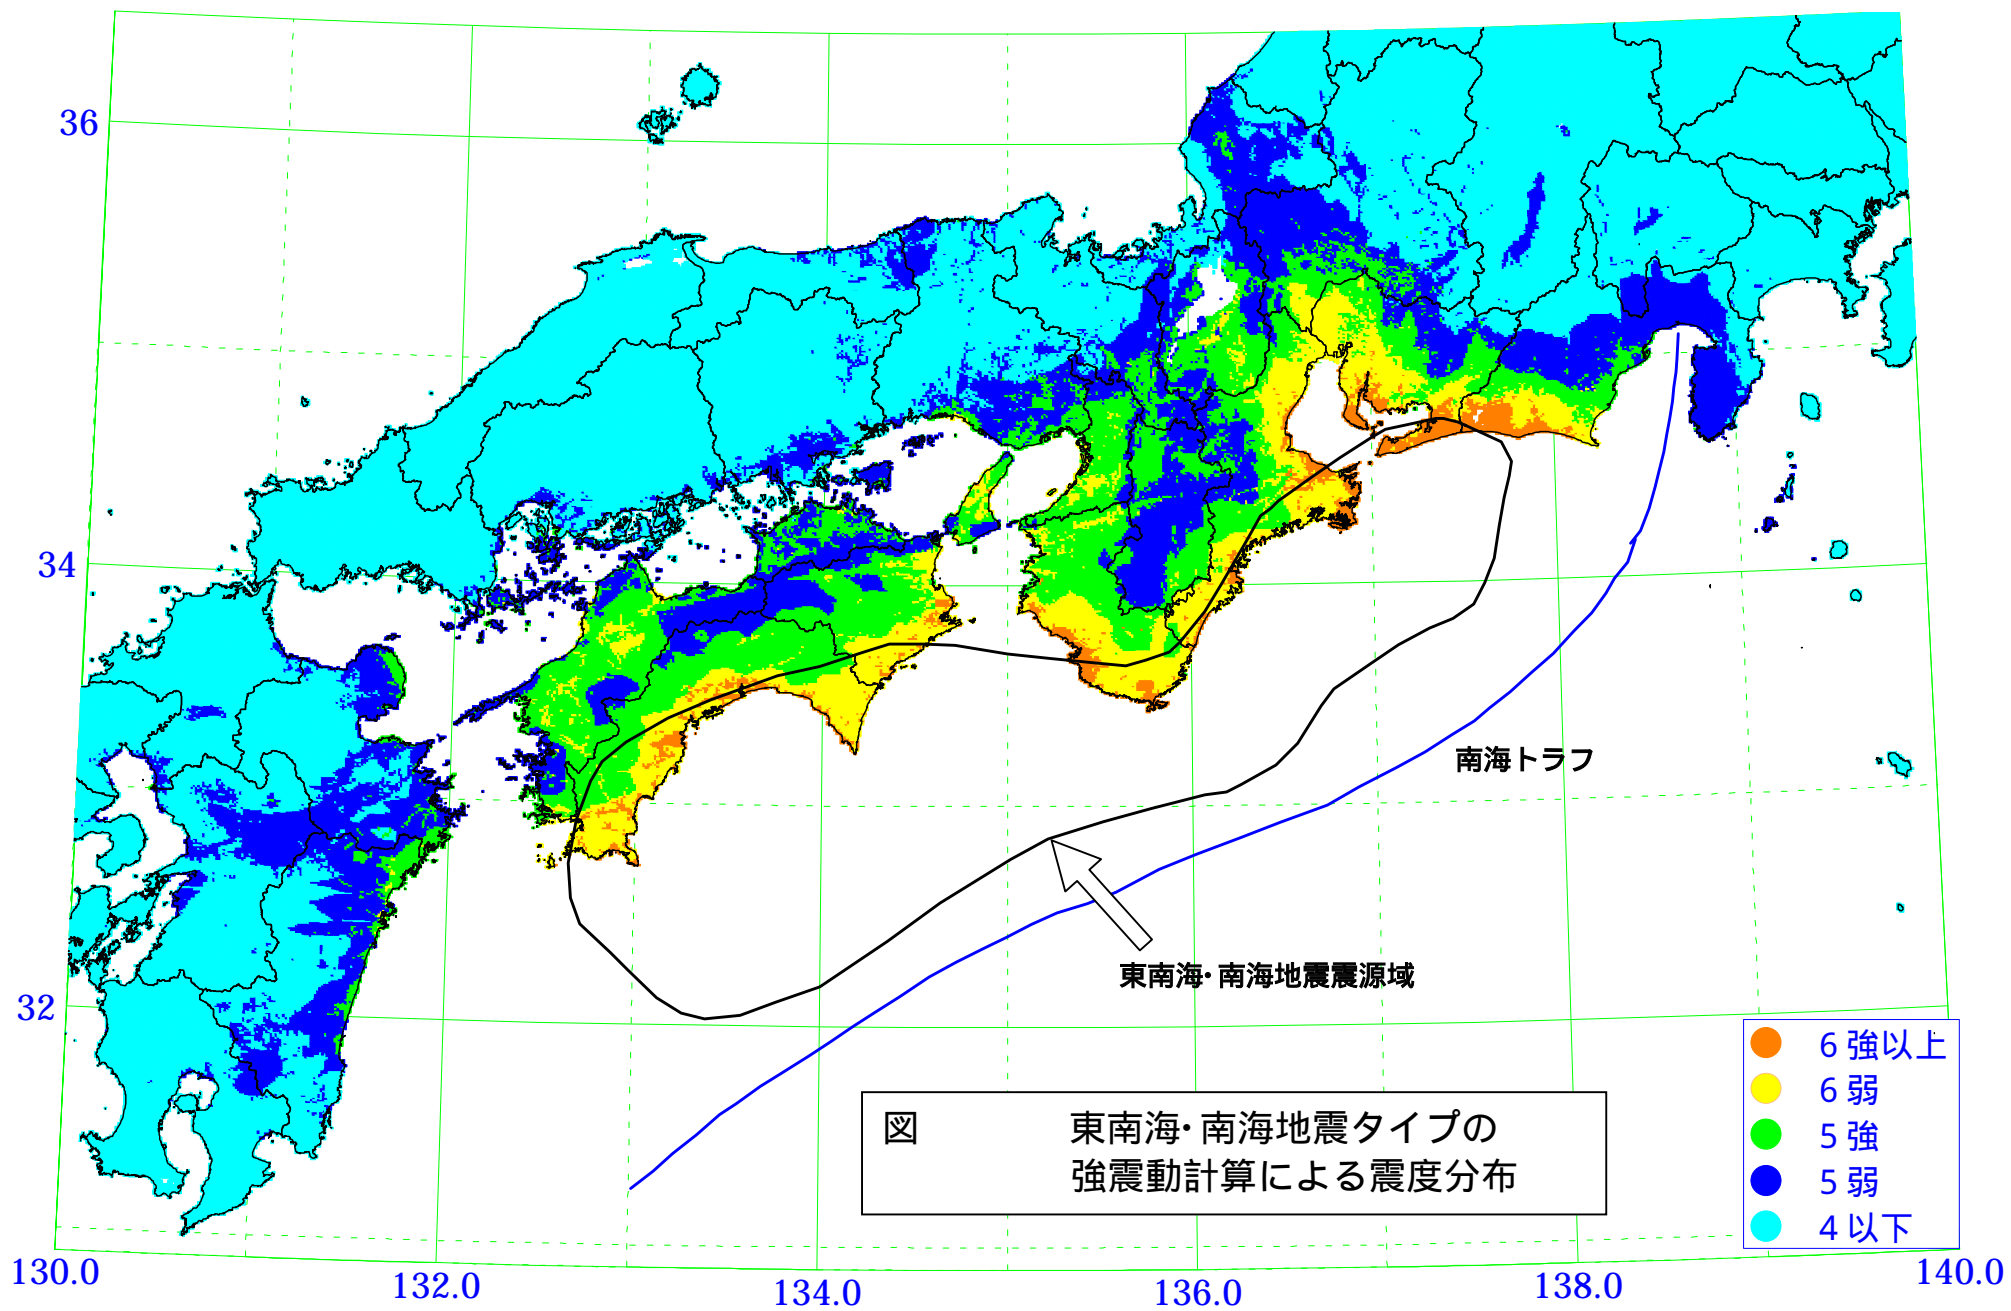 36
34
32
南海トラフ
東南海・南海地震震源域
6強以上
6弱
5強
5弱
4以下
図 東南海・南海地震タイプの
強震動計算による震度分布
130.0 132.0 134.0 136.0 138.0 140.0